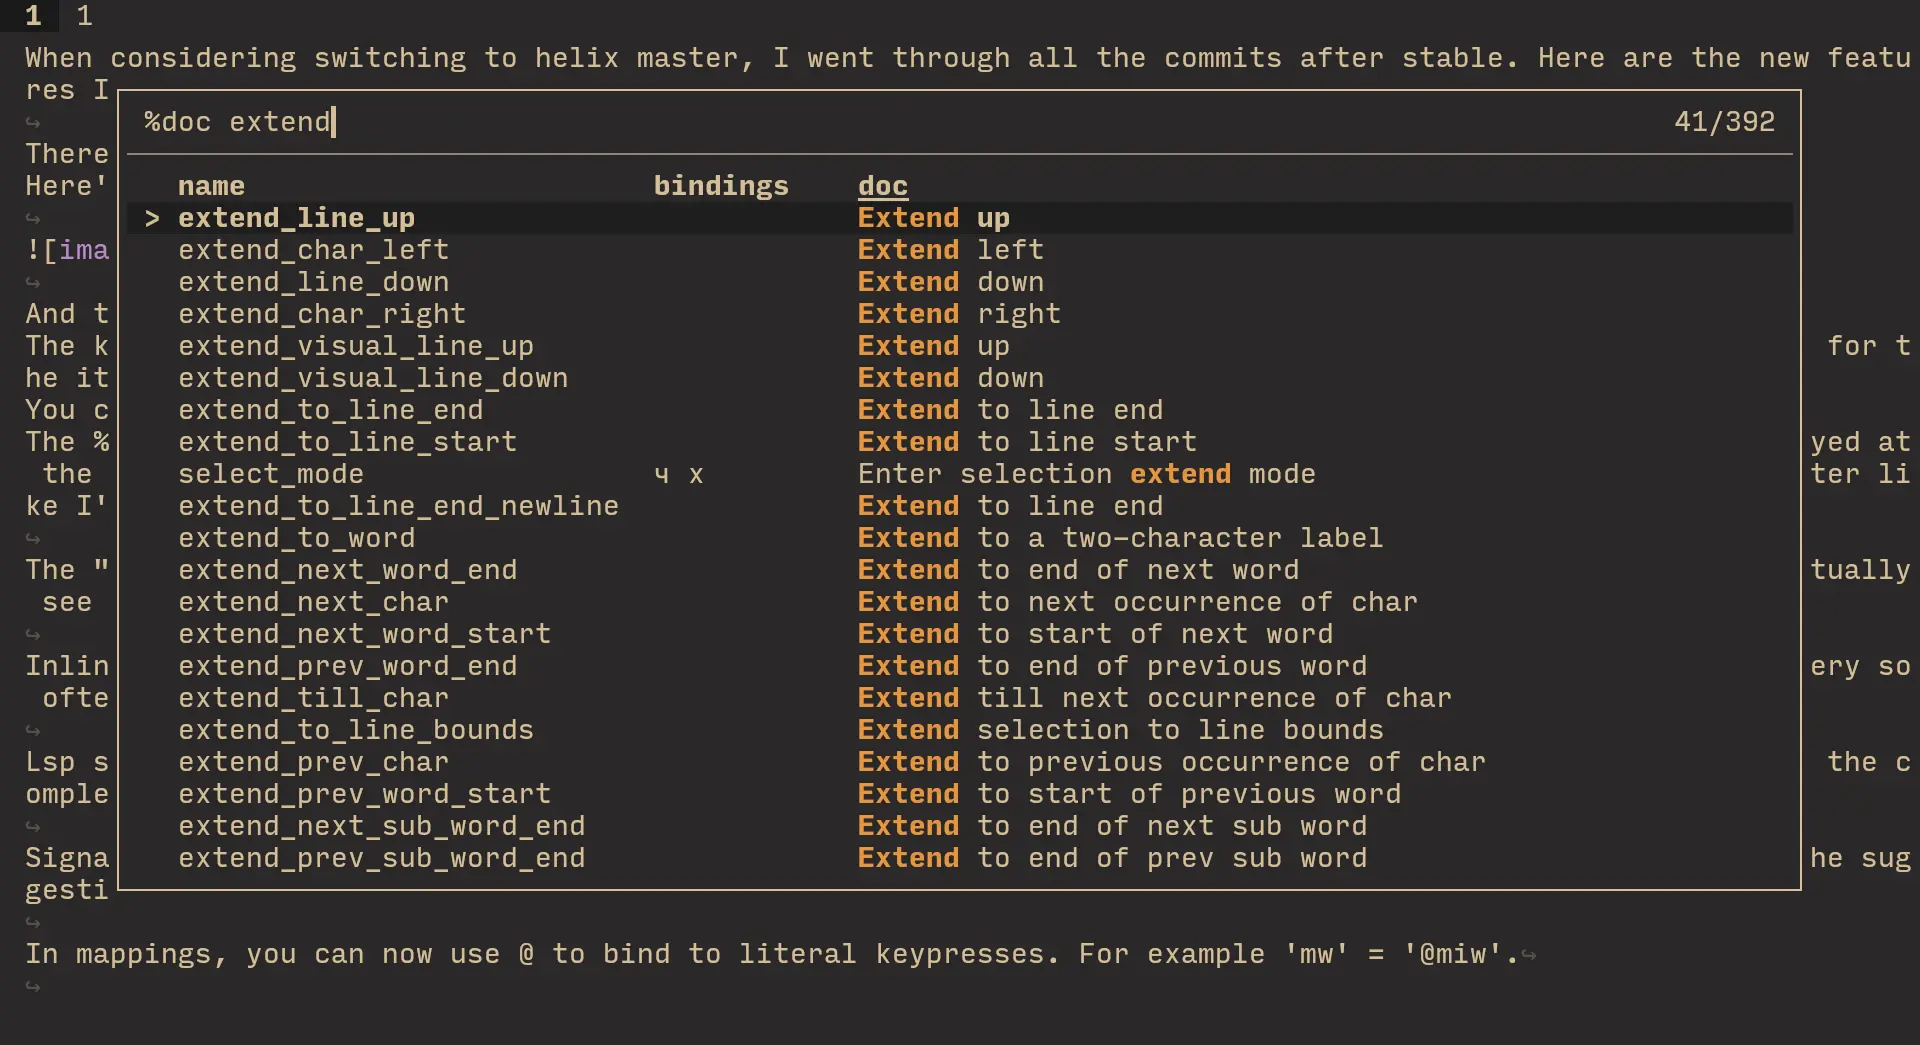 1 1
When considering switching to helix master, I went through all the commits after stable. Here are the new featu
res I
↪
There
Here'
↪
![ima
↪
And t
The k for t
he it
You c
The % yed at
the ter li
ke I'
↪
The " tually
see
↪
Inlin ery so
ofte
↪
Lsp s the c
omple
↪
Signa he sug
gesti
↪
In mappings, you can now use @ to bind to literal keypresses. For example 'mw' = '@miw'.↪
↪
%doc extend 41/392
name bindings doc
> extend_line_up Extend up
extend_char_left Extend left
extend_line_down Extend down
extend_char_right Extend right
extend_visual_line_up Extend up
extend_visual_line_down Extend down
extend_to_line_end Extend to line end
extend_to_line_start Extend to line start
select_mode ч x Enter selection extend mode
extend_to_line_end_newline Extend to line end
extend_to_word Extend to a two-character label
extend_next_word_end Extend to end of next word
extend_next_char Extend to next occurrence of char
extend_next_word_start Extend to start of next word
extend_prev_word_end Extend to end of previous word
extend_till_char Extend till next occurrence of char
extend_to_line_bounds Extend selection to line bounds
extend_prev_char Extend to previous occurrence of char
extend_prev_word_start Extend to start of previous word
extend_next_sub_word_end Extend to end of next sub word
extend_prev_sub_word_end Extend to end of prev sub word